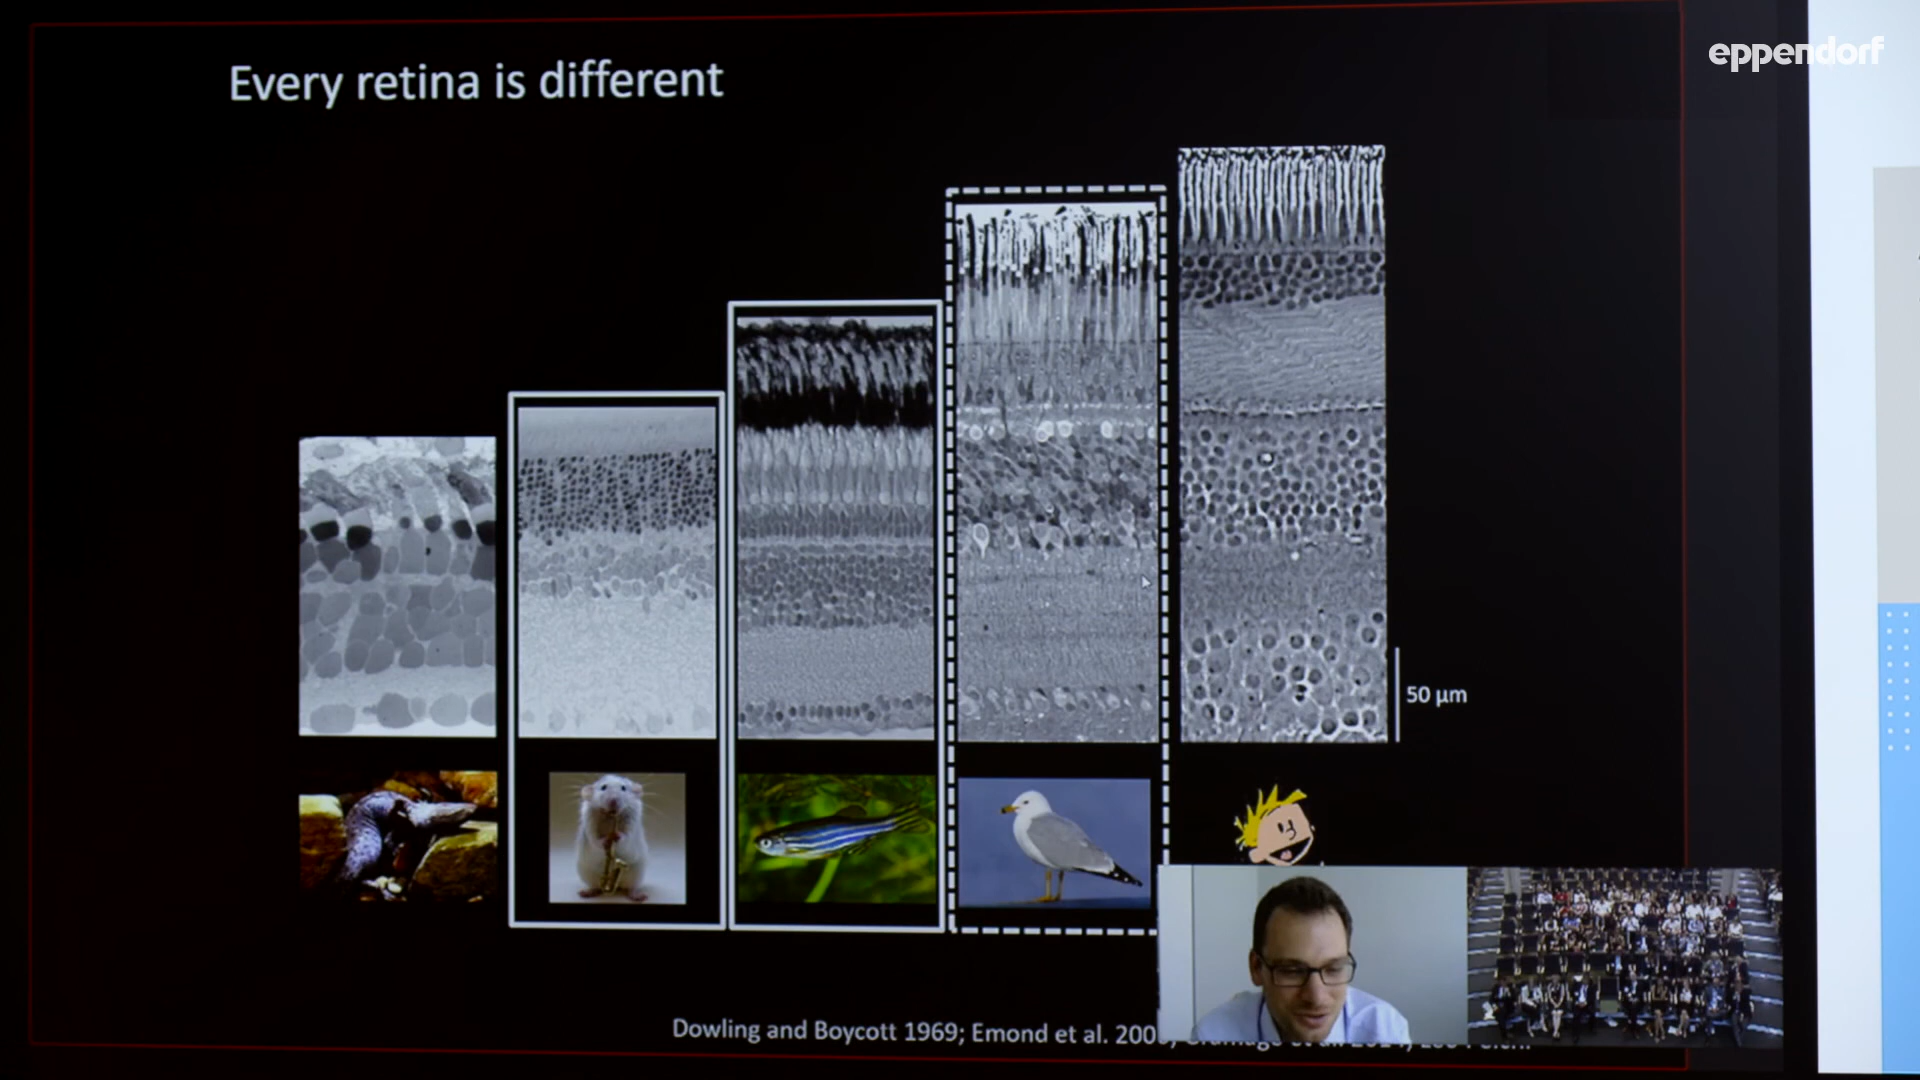 eppendorf
Every retina is different
50 µm
Dowling and Boycott 1969; Emond et al. 200